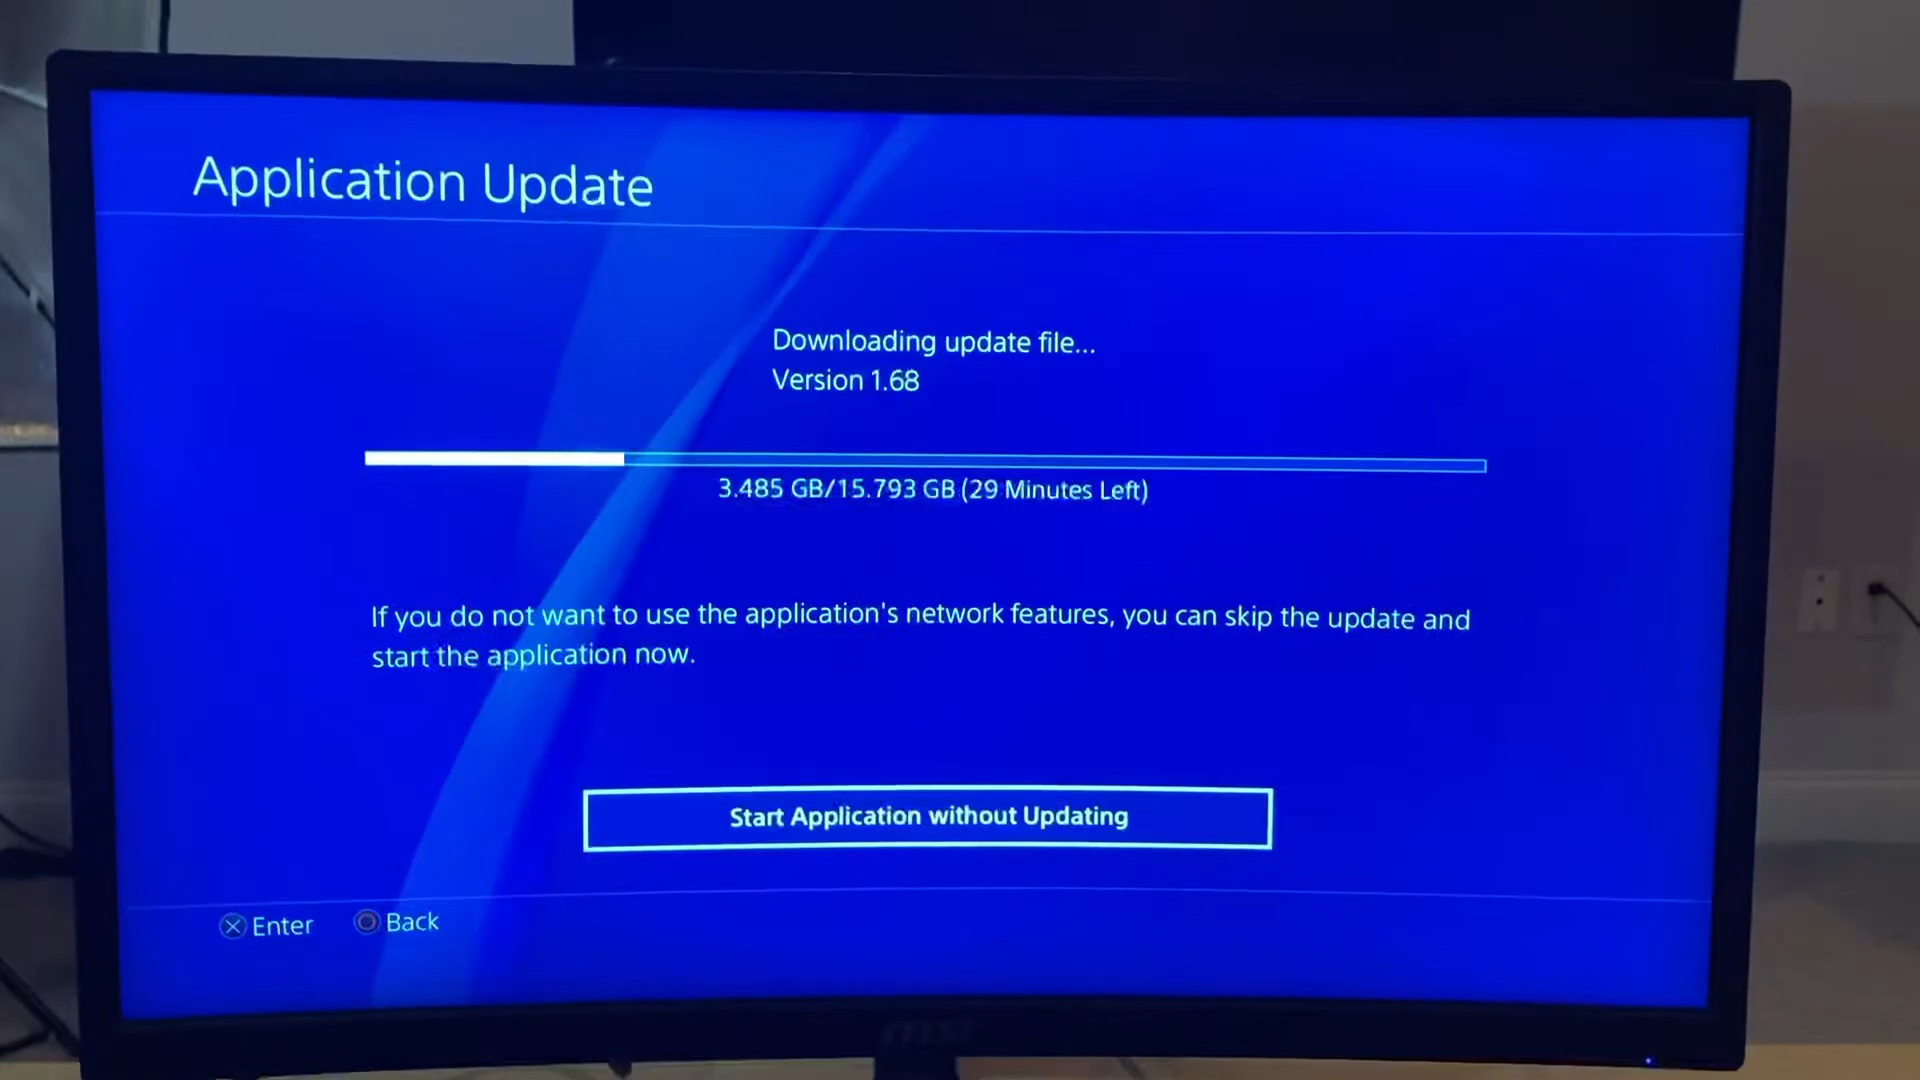 Application Update
Downloading update file...
Version 1.68
3.485 GB/15.793 GB (29 Minutes Left)
If you do not want to use the application's network features, you can skip the update and
start the application now.
Start Application without Updating
Enter Back